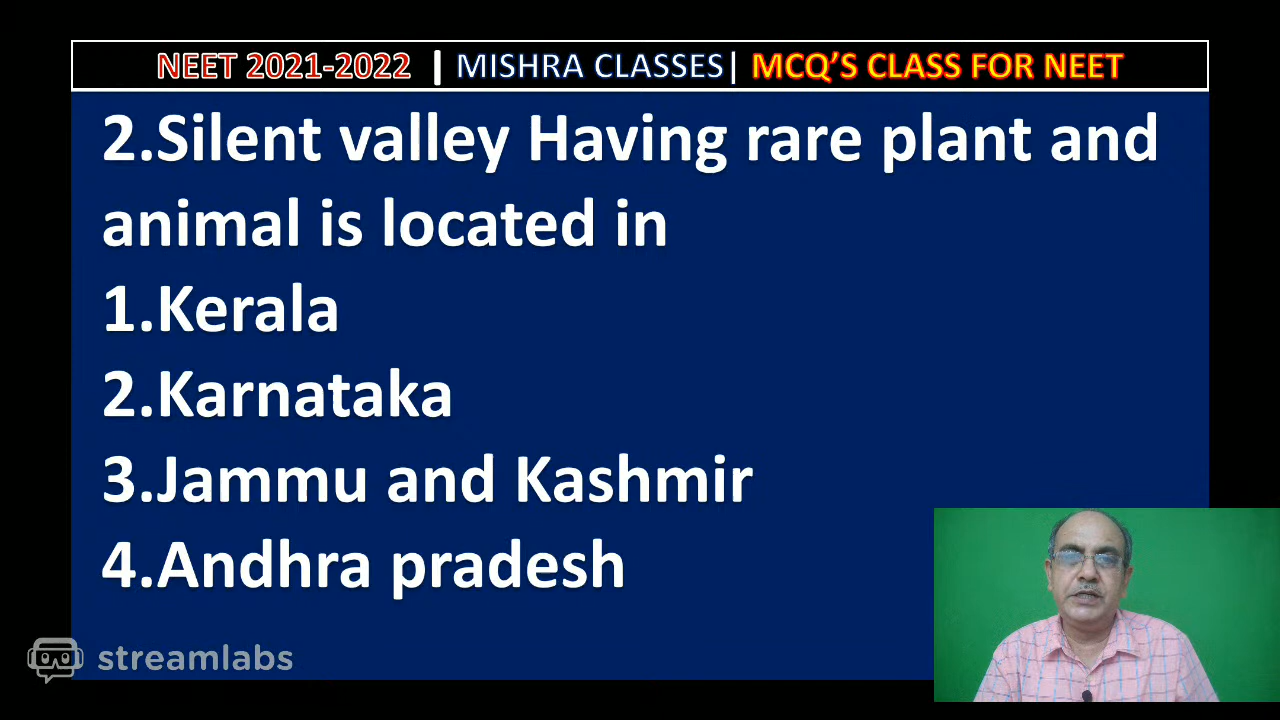 NEET 2021-2022 | MISHRA CLASSES| MCQ’S CLASS FOR NEET
2.Silent valley Having rare plant and
animal is located in
1.Kerala
2.Karnataka
3.Jammu and Kashmir
4.Andhra pradesh
streamlabs